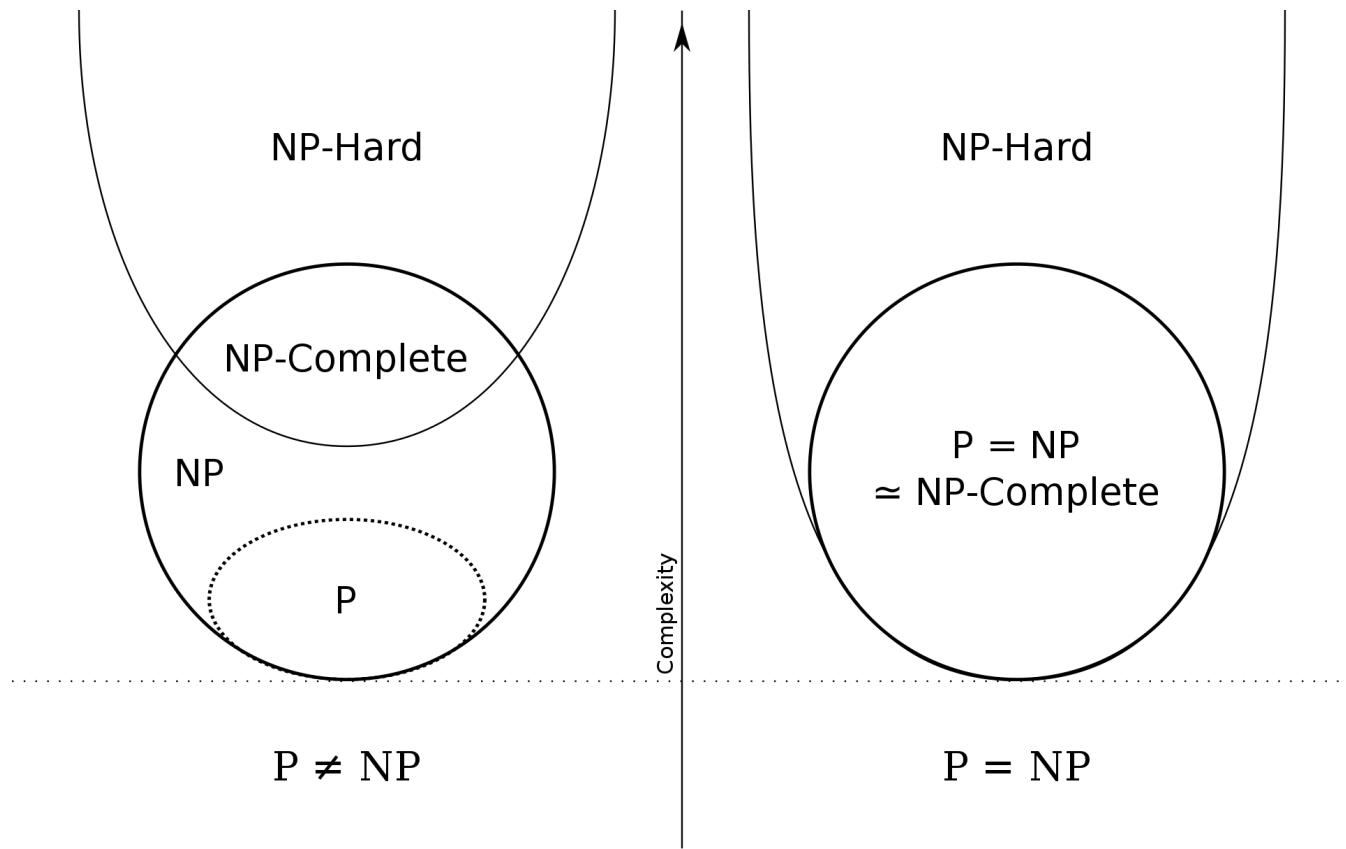 NP-Hard
NP-Complete
NP
P
P ≠ NP
Complexity
NP-Hard
P = NP
≃ NP-Complete
P = NP